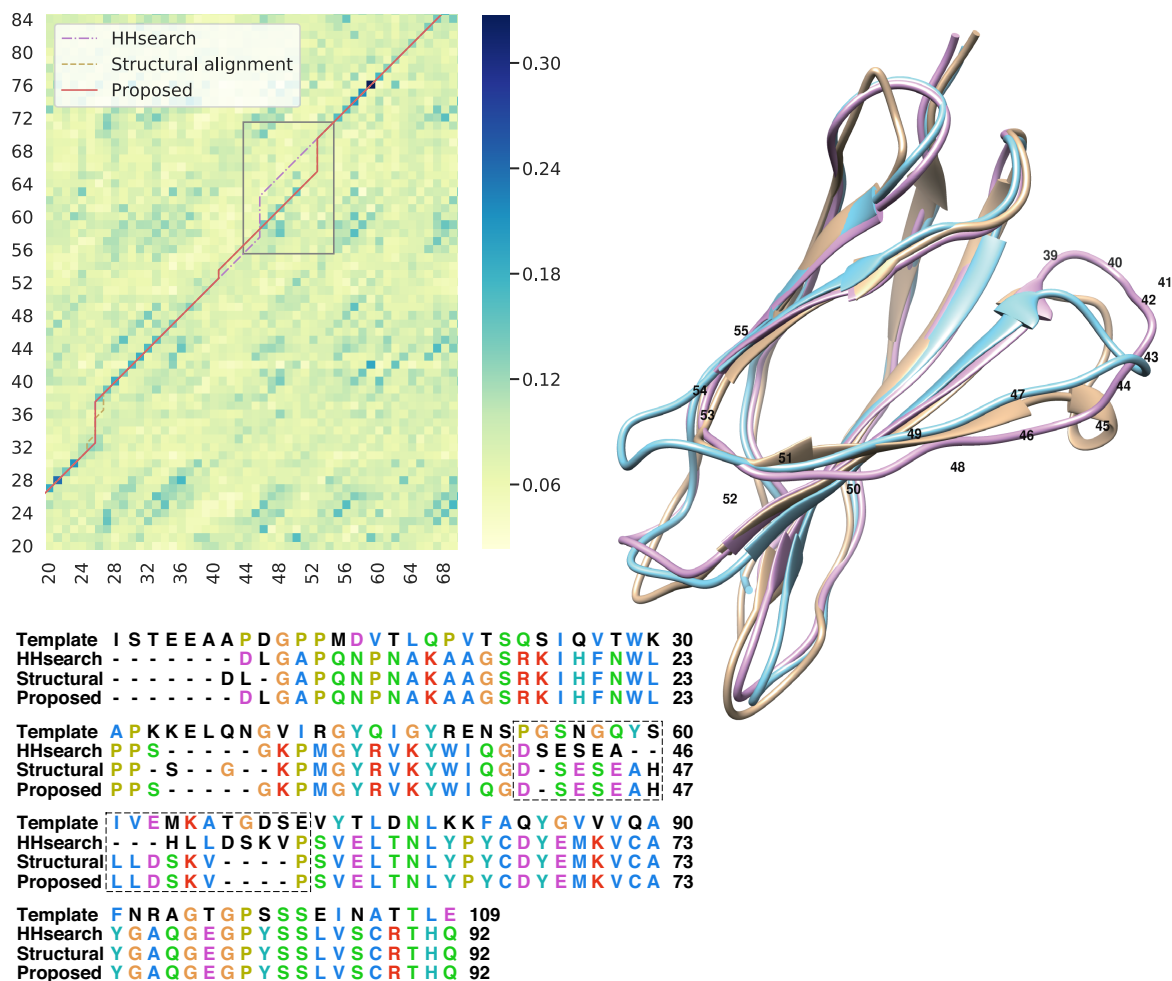 84
80
76
72
68
64
60
56
52
48
44
40
36
32
28
24
20
HHsearch
Structural alignment
Proposed
20 24 28 32 36 40 44 48 52 56 60 64 68
0.30
0.24
0.18
0.12
0.06
39
40
41
42
55
43
44
54
47
53
45
49
46
51
48
50
52
Template I S T E E A A P D G P P M D V T L Q P V T S Q S I Q V T W K 30
HHsearch - - - - - - - D L G A P Q N P N A K A A G S R K I H F N W L 23
Structural - - - - - - D L - G A P Q N P N A K A A G S R K I H F N W L 23
Proposed - - - - - - - D L G A P Q N P N A K A A G S R K I H F N W L 23
Template A P K K E L Q N G V I R G Y Q I G Y R E N S P G S N G Q Y S 60
HHsearch P P S - - - - - G K P M G Y R V K Y W I Q G D S E S E A - - 46
Structural P P - S - - G - - K P M G Y R V K Y W I Q G D - S E S E A H 47
Proposed P P S - - - - - G K P M G Y R V K Y W I Q G D - S E S E A H 47
Template I V E M K A T G D S E V Y T L D N L K K F A Q Y G V V V Q A 90
HHsearch - - - H L L D S K V P S V E L T N L Y P Y C D Y E M K V C A 73
Structural L L D S K V - - - - P S V E L T N L Y P Y C D Y E M K V C A 73
Proposed L L D S K V - - - - P S V E L T N L Y P Y C D Y E M K V C A 73
Template F N R A G T G P S S S E I N A T T L E 109
HHsearch Y G A Q G E G P Y S S L V S C R T H Q 92
Structural Y G A Q G E G P Y S S L V S C R T H Q 92
Proposed Y G A Q G E G P Y S S L V S C R T H Q 92